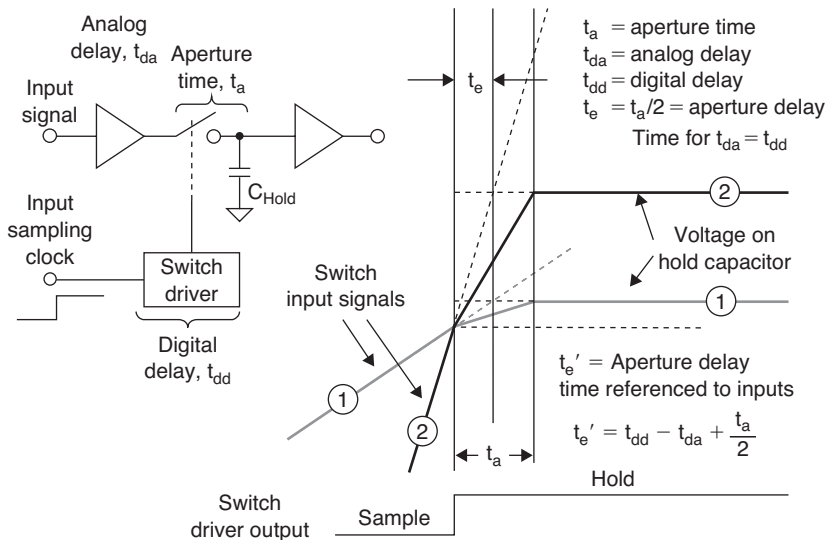 Analog
delay, t_da
Aperture
time, t_a
Input
signal
C_Hold
Input
sampling
clock
Switch
driver
Digital
delay, t_dd
t_e
t_a = aperture time
t_da = analog delay
t_dd = digital delay
t_e = t_a/2 = aperture delay
Time for t_da = t_dd
2
Voltage on
hold capacitor
1
Switch
input signals
1
2
t_e′ = Aperture delay
time referenced to inputs
t_e′ = t_dd − t_da + t_a/2
t_a
Hold
Switch
driver output
Sample